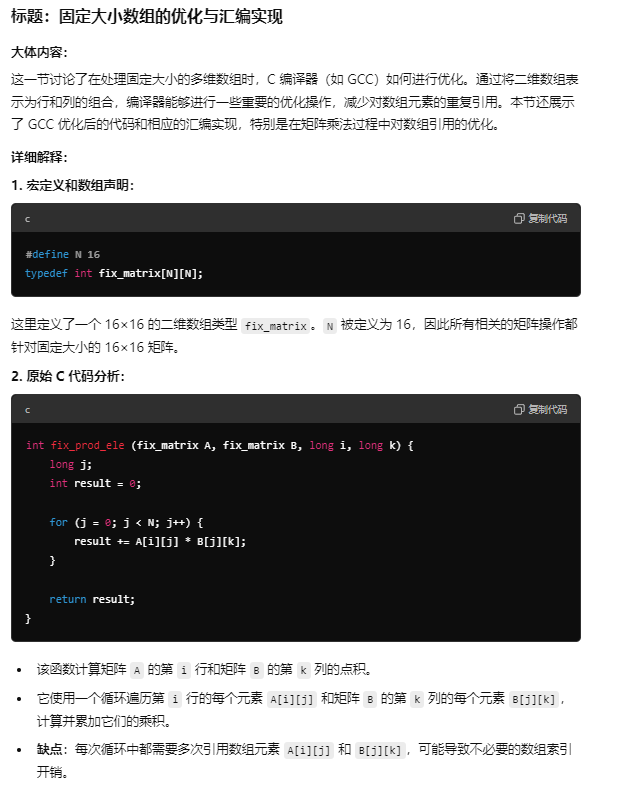 标题：固定大小数组的优化与汇编实现
大体内容：
这一节讨论了在处理固定大小的多维数组时，C 编译器（如 GCC）如何进行优化。通过将二维数组表
示为行和列的组合，编译器能够进行一些重要的优化操作，减少对数组元素的重复引用。本节还展示
了 GCC 优化后的代码和相应的汇编实现，特别是在矩阵乘法过程中对数组引用的优化。
详细解释：
1. 宏定义和数组声明：
c 复制代码
#define N 16
typedef int fix_matrix[N][N];
这里定义了一个 16×16 的二维数组类型 fix_matrix 。 N 被定义为 16，因此所有相关的矩阵操作都
针对固定大小的 16×16 矩阵。
2. 原始 C 代码分析：
c 复制代码
int fix_prod_ele (fix_matrix A, fix_matrix B, long i, long k) {
    long j;
    int result = 0;
    for (j = 0; j < N; j++) {
        result += A[i][j] * B[j][k];
    }
    return result;
}
• 该函数计算矩阵 A 的第 i 行和矩阵 B 的第 k 列的点积。
• 它使用一个循环遍历第 i 行的每个元素 A[i][j] 和矩阵 B 的第 k 列的每个元素 B[j][k] ，
计算并累加它们的乘积。
• 缺点：每次循环中都需要多次引用数组元素 A[i][j] 和 B[j][k] ，可能导致不必要的数组索引
开销。